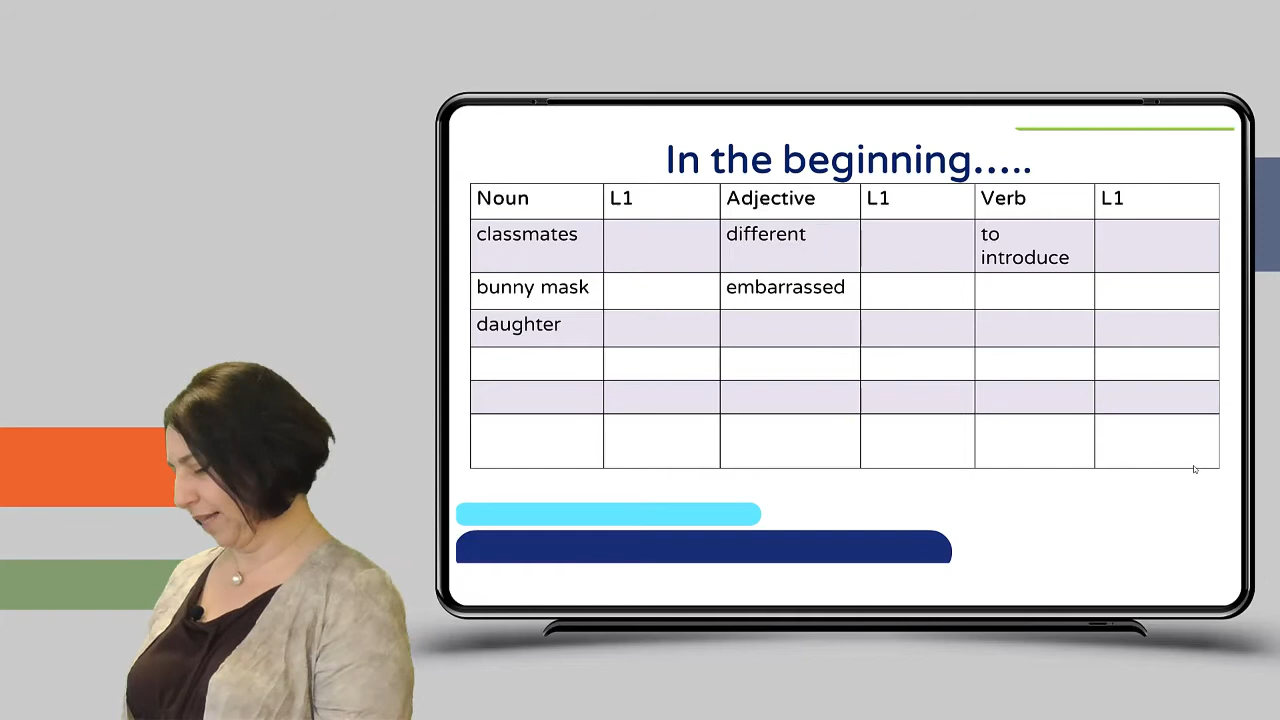 In the beginning.....
Noun L1 Adjective L1 Verb L1
classmates different to introduce
bunny mask embarrassed
daughter